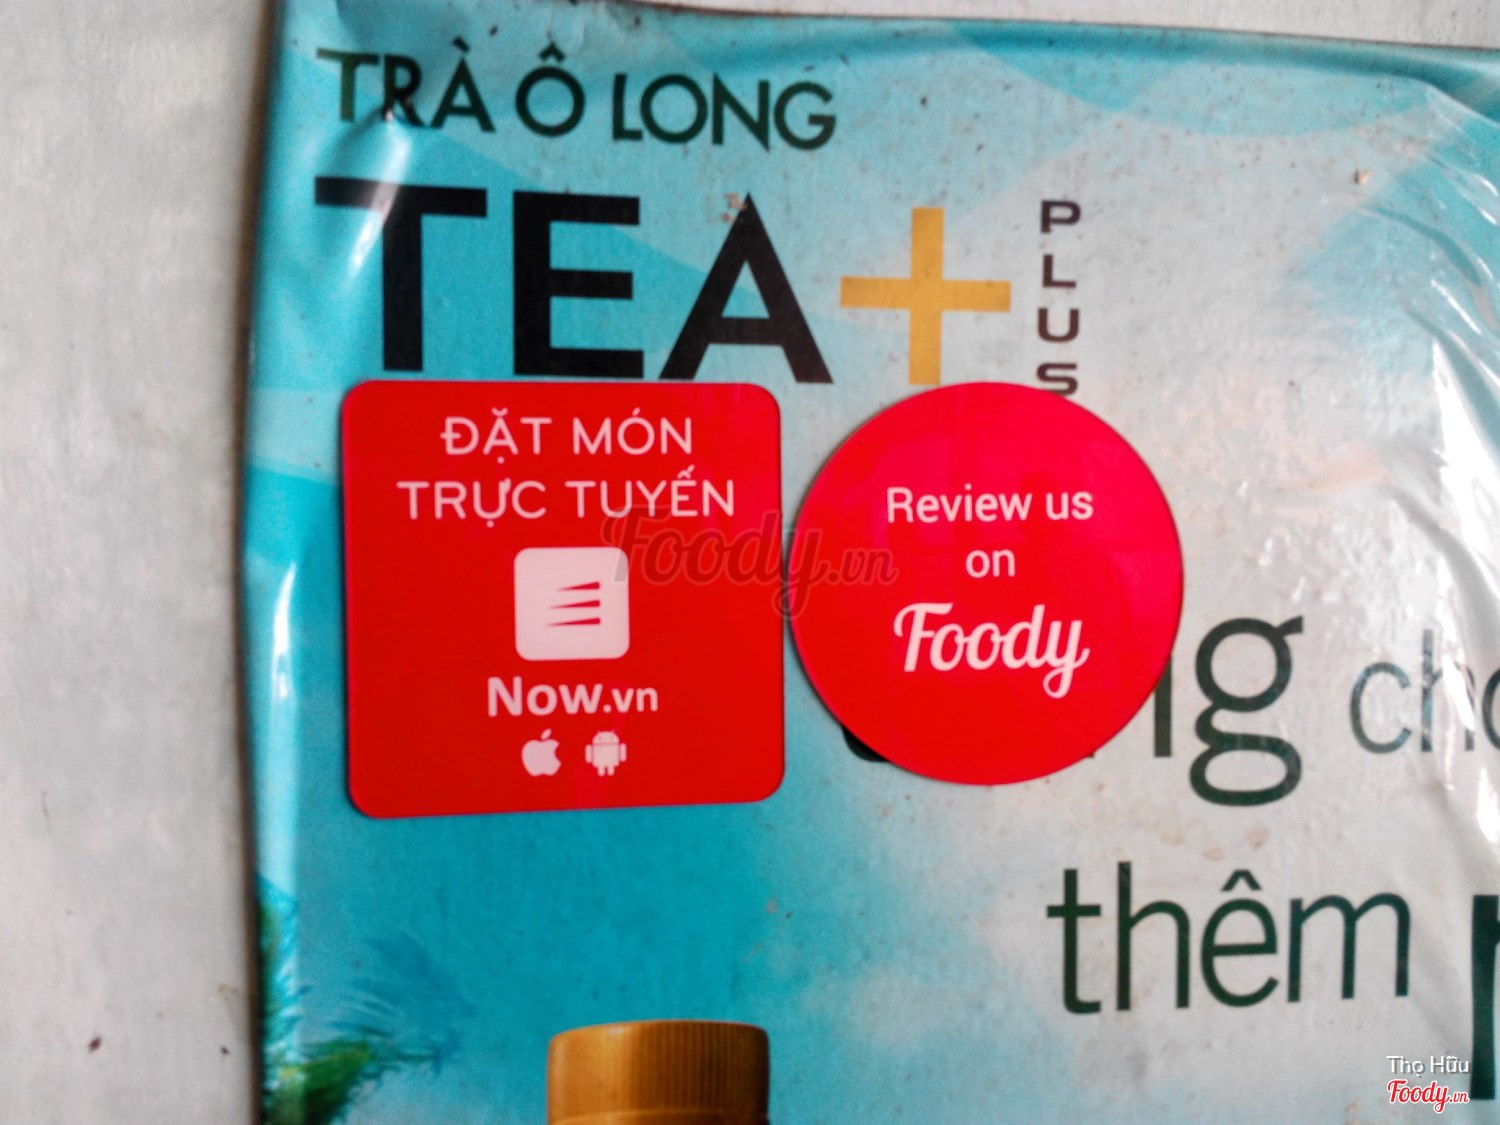 TRÀ Ô LONG
TEA+ PLUS
ĐẶT MÓN
TRỰC TUYẾN
Now.vn
Review us
on
Foody
Foody.vn
thêm
Thọ Hữu
Foody.vn